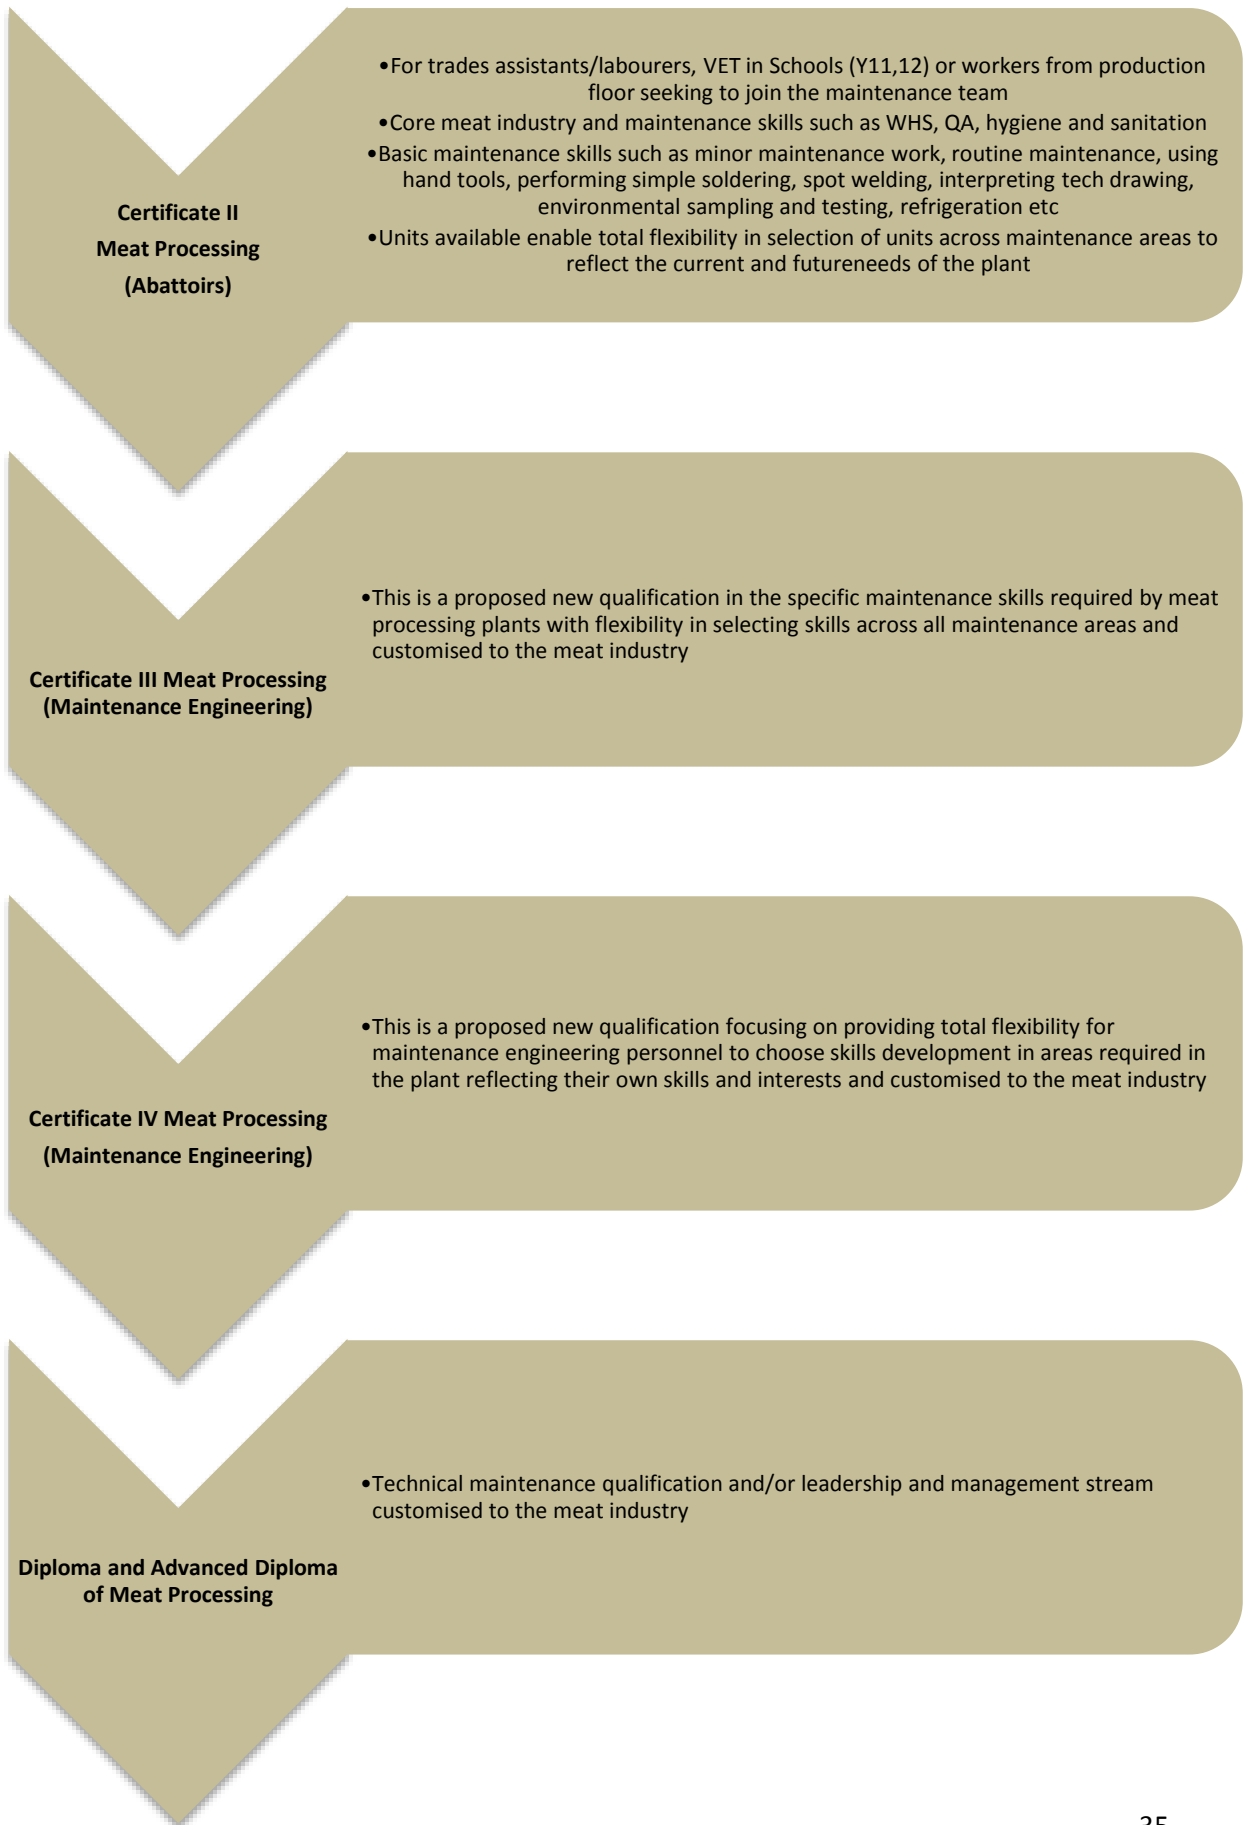 •For trades assistants/labourers, VET in Schools (Y11,12) or workers from production
floor seeking to join the maintenance team
•Core meat industry and maintenance skills such as WHS, QA, hygiene and sanitation
•Basic maintenance skills such as minor maintenance work, routine maintenance, using
hand tools, performing simple soldering, spot welding, interpreting tech drawing,
environmental sampling and testing, refrigeration etc
•Units available enable total flexibility in selection of units across maintenance areas to
reflect the current and futureneeds of the plant
Certificate II
Meat Processing
(Abattoirs)
•This is a proposed new qualification in the specific maintenance skills required by meat
processing plants with flexibility in selecting skills across all maintenance areas and
customised to the meat industry
Certificate III Meat Processing
(Maintenance Engineering)
•This is a proposed new qualification focusing on providing total flexibility for
maintenance engineering personnel to choose skills development in areas required in
the plant reflecting their own skills and interests and customised to the meat industry
Certificate IV Meat Processing
(Maintenance Engineering)
•Technical maintenance qualification and/or leadership and management stream
customised to the meat industry
Diploma and Advanced Diploma
of Meat Processing
35